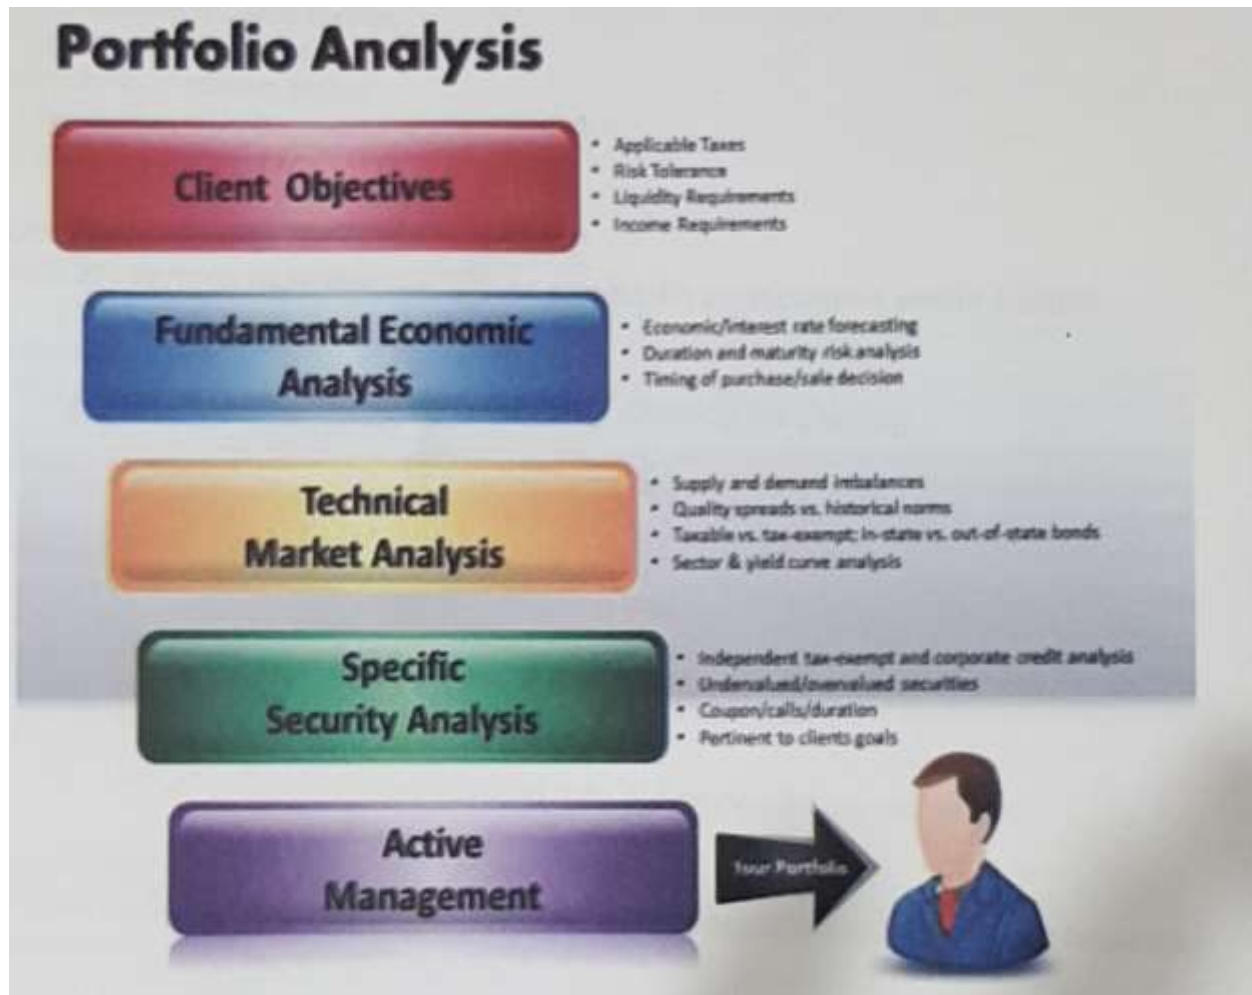 Portfolio Analysis
Client Objectives
• Applicable Taxes
• Risk Tolerance
• Liquidity Requirements
• Income Requirements
Fundamental Economic
Analysis
• Economic/interest rate forecasting
• Duration and maturity risk analysis
• Timing of purchase/sale decision
Technical
Market Analysis
• Supply and demand imbalances
• Quality spreads vs. historical norms
• Taxable vs. tax-exempt; in-state vs. out-of-state bonds
• Sector & yield curve analysis
Specific
Security Analysis
• Independent tax-exempt and corporate credit analysis
• Undervalued/overvalued securities
• Coupon/calls/duration
• Pertinent to clients goals
Active
Management
Your Portfolio